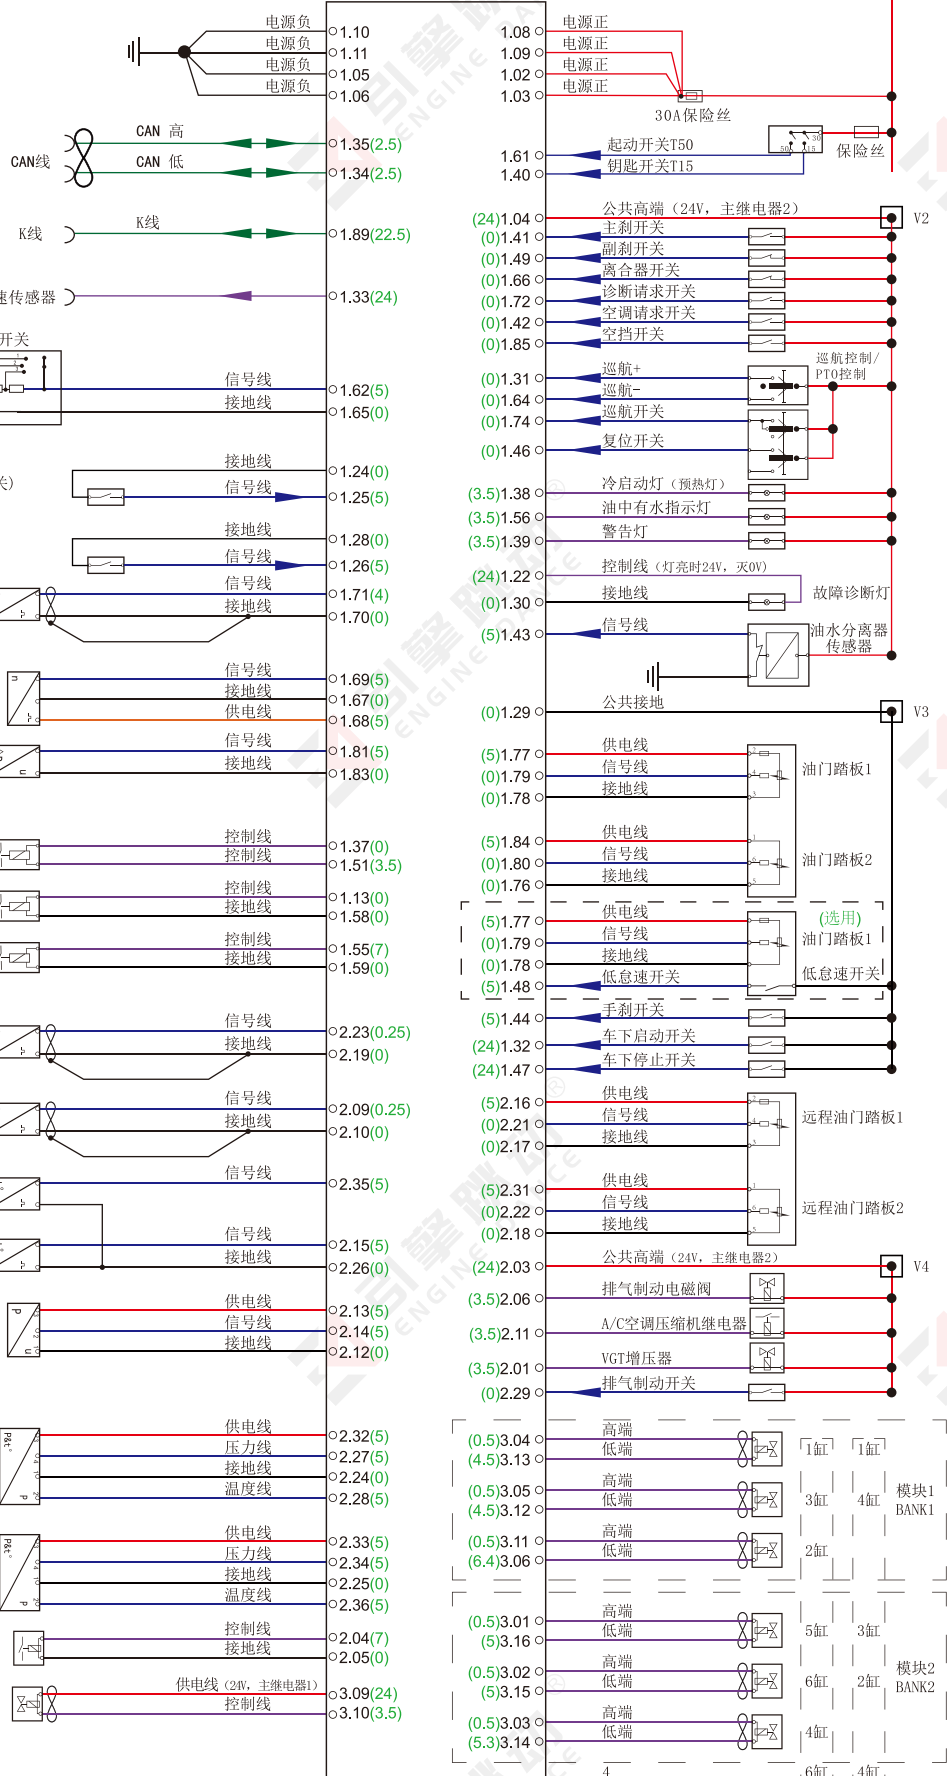 电源负 1.10
电源负 1.11
电源负 1.05
电源负 1.06
CAN线
CAN 高 1.35(2.5)
CAN 低 1.34(2.5)
K线 K线 1.89(22.5)
速传感器 1.33(24)
开关
信号线 1.62(5)
接地线 1.65(0)
接地线 1.24(0)
关)
信号线 1.25(5)
接地线 1.28(0)
信号线 1.26(5)
信号线 1.71(4)
接地线 1.70(0)
n
信号线 1.69(5)
接地线 1.67(0)
供电线 1.68(5)
信号线 1.81(5)
u 接地线 1.83(0)
控制线 1.37(0)
控制线 1.51(3.5)
控制线 1.13(0)
接地线 1.58(0)
控制线 1.55(7)
接地线 1.59(0)
信号线 2.23(0.25)
接地线 2.19(0)
信号线 2.09(0.25)
接地线 2.10(0)
信号线 2.35(5)
信号线 2.15(5)
接地线 2.26(0)
P
u
供电线 2.13(5)
信号线 2.14(5)
接地线 2.12(0)
P&t°
P
供电线 2.32(5)
压力线 2.27(5)
接地线 2.24(0)
温度线 2.28(5)
P&t°
P
供电线 2.33(5)
压力线 2.34(5)
接地线 2.25(0)
温度线 2.36(5)
控制线 2.04(7)
接地线 2.05(0)
供电线 (24V, 主继电器1) 3.09(24)
控制线 3.10(3.5)
1.08 电源正
1.09 电源正
1.02 电源正
1.03 电源正
30A保险丝
30
50 15
保险丝
1.61 起动开关T50
1.40 钥匙开关T15
(24)1.04 公共高端 (24V, 主继电器2) V2
(0)1.41 主刹开关
(0)1.49 副刹开关
(0)1.66 离合器开关
(0)1.72 诊断请求开关
(0)1.42 空调请求开关
(0)1.85 空挡开关
巡航控制/
PTO控制
(0)1.31 巡航+
(0)1.64 巡航-
(0)1.74 巡航开关
(0)1.46 复位开关
(3.5)1.38 冷启动灯 (预热灯)
(3.5)1.56 油中有水指示灯
(3.5)1.39 警告灯
(24)1.22 控制线 (灯亮时24V, 灭0V)
(0)1.30 接地线 故障诊断灯
(5)1.43 信号线 油水分离器
传感器
(0)1.29 公共接地 V3
(5)1.77 供电线
(0)1.79 信号线 油门踏板1
(0)1.78 接地线
(5)1.84 供电线
(0)1.80 信号线 油门踏板2
(0)1.76 接地线
(5)1.77 供电线 (选用)
(0)1.79 信号线 油门踏板1
(0)1.78 接地线
(5)1.48 低怠速开关 低怠速开关
(5)1.44 手刹开关
(24)1.32 车下启动开关
(24)1.47 车下停止开关
(5)2.16 供电线
(0)2.21 信号线 远程油门踏板1
(0)2.17 接地线
(5)2.31 供电线
(0)2.22 信号线 远程油门踏板2
(0)2.18 接地线
(24)2.03 公共高端 (24V, 主继电器2) V4
(3.5)2.06 排气制动电磁阀
(3.5)2.11 A/C空调压缩机继电器
(3.5)2.01 VGT增压器
(0)2.29 排气制动开关
(0.5)3.04 高端
(4.5)3.13 低端 1缸 1缸
(0.5)3.05 高端
(4.5)3.12 低端 3缸 4缸
模块1
BANK1
(0.5)3.11 高端
(6.4)3.06 低端 2缸
(0.5)3.01 高端
(5)3.16 低端 5缸 3缸
(0.5)3.02 高端
(5)3.15 低端 6缸 2缸
模块2
BANK2
(0.5)3.03 高端
(5.3)3.14 低端 4缸
4 6缸 4缸
引擎跳动
ENGINE DANCE